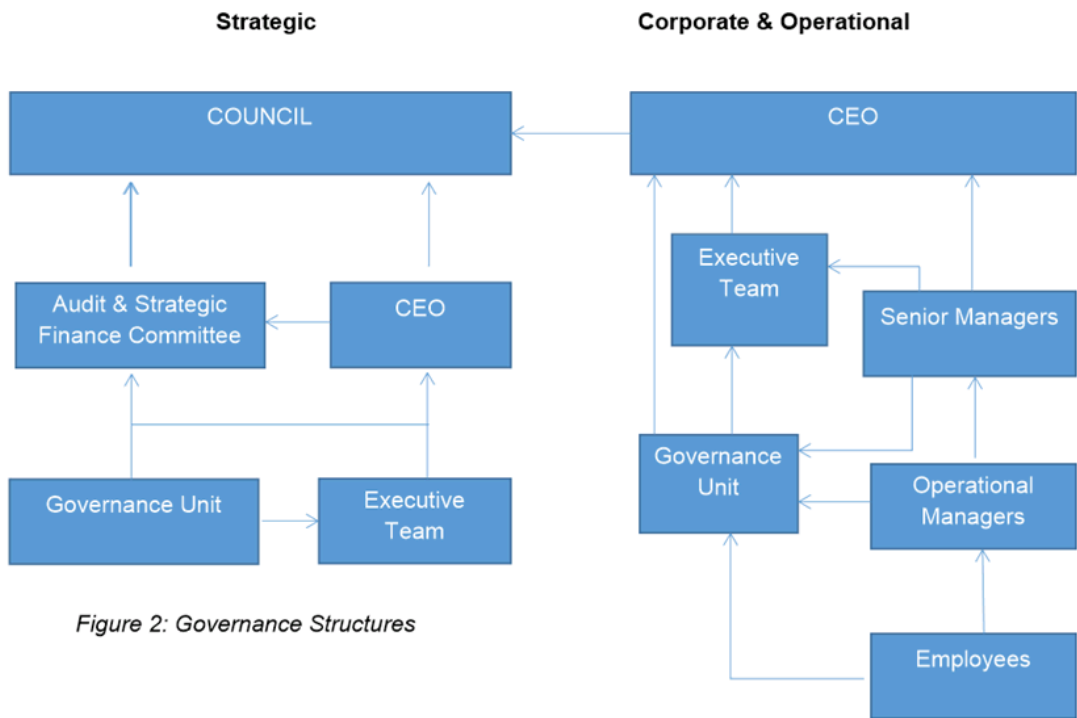 Strategic
COUNCIL
Audit & Strategic
Finance Committee
CEO
Governance Unit
Executive
Team
Figure 2: Governance Structures
Corporate & Operational
CEO
Executive
Team
Senior Managers
Governance
Unit
Operational
Managers
Employees